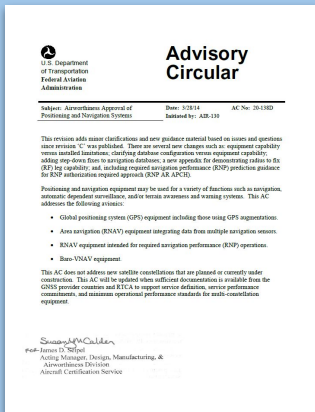 U.S. Department
of Transportation
Federal Aviation
Administration
Advisory
Circular
Subject: Airworthiness Approval of
Positioning and Navigation Systems
Date: 3/28/14
Initiated by: AIR-130
AC No: 20-138D
This revision adds minor clarifications and new guidance material based on issues and questions
since revision ‘C’ was published. There are several new changes such as: equipment capability
versus installed limitations; clarifying database configuration versus equipment capability;
adding step-down fixes to navigation databases; a new appendix for demonstrating radius to fix
(RF) leg capability; and, including required navigation performance (RNP) prediction guidance
for RNP authorization required approach (RNP AR APCH).
Positioning and navigation equipment may be used for a variety of functions such as navigation,
automatic dependent surveillance, and/or terrain awareness and warning systems. This AC
addresses the following avionics:
• Global positioning system (GPS) equipment including those using GPS augmentations.
• Area navigation (RNAV) equipment integrating data from multiple navigation sensors.
• RNAV equipment intended for required navigation performance (RNP) operations.
• Baro-VNAV equipment.
This AC does not address new satellite constellations that are planned or currently under
construction. This AC will be updated when sufficient documentation is available from the
GNSS provider countries and RTCA to support service definition, service performance
commitments, and minimum operational performance standards for multi-constellation
equipment.
Susan J M Cabler
FOR James D. Seipel
Acting Manager, Design, Manufacturing, &
Airworthiness Division
Aircraft Certification Service